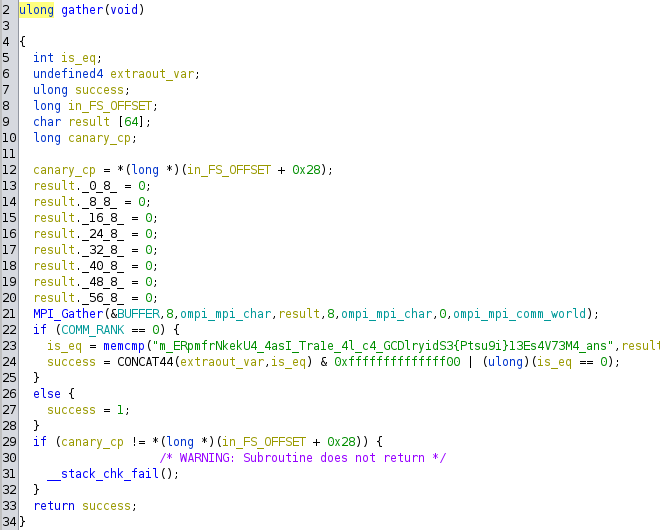 2 ulong gather(void)
3
4 {
5 int is_eq;
6 undefined4 extraout_var;
7 ulong success;
8 long in_FS_OFFSET;
9 char result [64];
10 long canary_cp;
11
12 canary_cp = *(long *)(in_FS_OFFSET + 0x28);
13 result._0_8_ = 0;
14 result._8_8_ = 0;
15 result._16_8_ = 0;
16 result._24_8_ = 0;
17 result._32_8_ = 0;
18 result._40_8_ = 0;
19 result._48_8_ = 0;
20 result._56_8_ = 0;
21 MPI_Gather(&BUFFER,8,ompi_mpi_char,result,8,ompi_mpi_char,0,ompi_mpi_comm_world);
22 if (COMM_RANK == 0) {
23 is_eq = memcmp("m_ERpmfrNkekU4_4asI_Tra1e_4l_c4_GCDlryidS3{Ptsu9i}13Es4V73M4_ans",result
24 success = CONCAT44(extraout_var,is_eq) & 0xffffffffffffff00 | (ulong)(is_eq == 0);
25 }
26 else {
27 success = 1;
28 }
29 if (canary_cp != *(long *)(in_FS_OFFSET + 0x28)) {
30 /* WARNING: Subroutine does not return */
31 __stack_chk_fail();
32 }
33 return success;
34 }